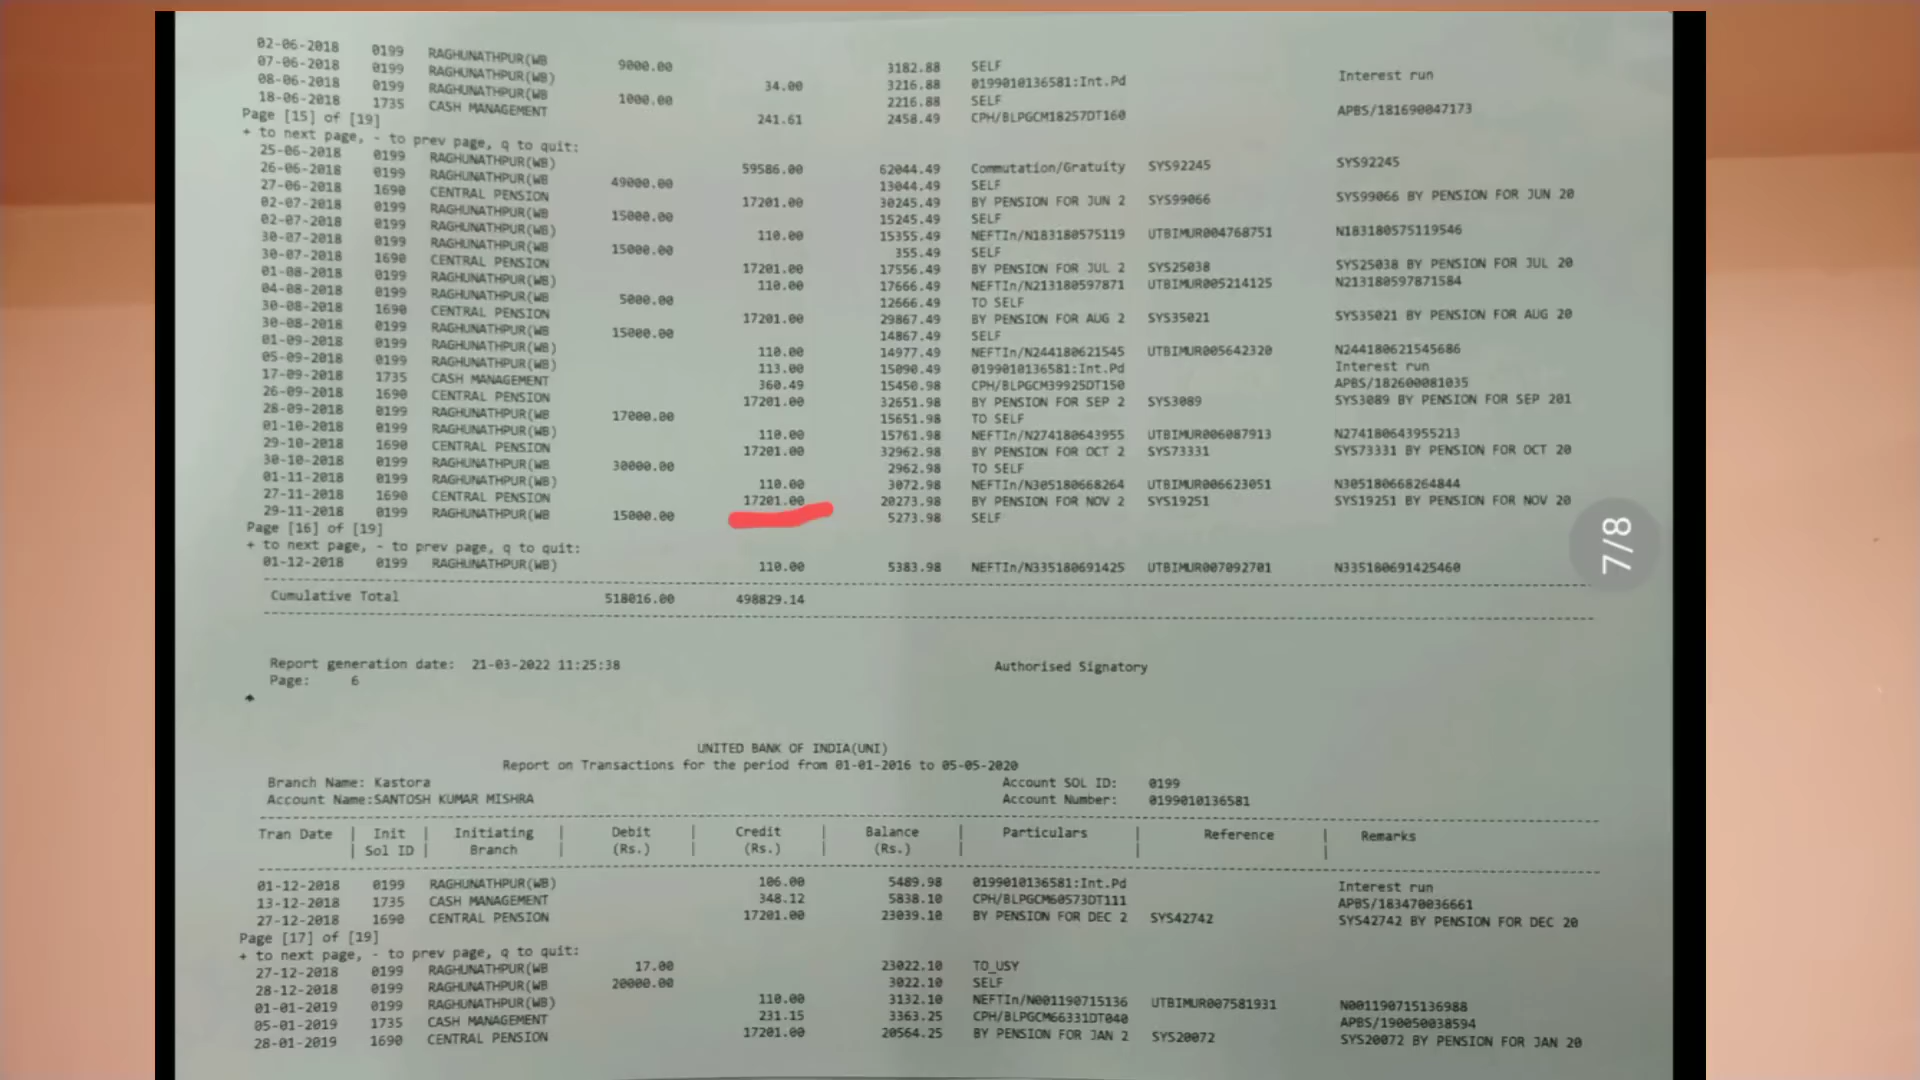 02-06-2018 0199 RAGHUNATHPUR(WB 9000.00 3182.88 SELF
07-06-2018 0199 RAGHUNATHPUR(WB) 34.00 3216.88 0199010136581:Int.Pd Interest run
08-06-2018 0199 RAGHUNATHPUR(WB 1000.00 2216.88 SELF
18-06-2018 1735 CASH MANAGEMENT 241.61 2458.49 CPH/BLPGCM18257DT160 APBS/181690047173
Page [15] of [19]
+ to next page, - to prev page, q to quit:
25-06-2018 0199 RAGHUNATHPUR(WB) 59586.00 62044.49 Commutation/Gratuity SYS92245 SYS92245
26-06-2018 0199 RAGHUNATHPUR(WB 49000.00 13044.49 SELF
27-06-2018 1690 CENTRAL PENSION 17201.00 30245.49 BY PENSION FOR JUN 2 SYS99066 SYS99066 BY PENSION FOR JUN 20
02-07-2018 0199 RAGHUNATHPUR(WB 15000.00 15245.49 SELF
02-07-2018 0199 RAGHUNATHPUR(WB) 110.00 15355.49 NEFTIn/N183180575119 UTBIMUR004768751 N183180575119546
30-07-2018 0199 RAGHUNATHPUR(WB 15000.00 355.49 SELF
30-07-2018 1690 CENTRAL PENSION 17201.00 17556.49 BY PENSION FOR JUL 2 SYS25038 SYS25038 BY PENSION FOR JUL 20
01-08-2018 0199 RAGHUNATHPUR(WB) 110.00 17666.49 NEFTIn/N213180597871 UTBIMUR005214125 N213180597871584
04-08-2018 0199 RAGHUNATHPUR(WB 5000.00 12666.49 TO SELF
30-08-2018 1690 CENTRAL PENSION 17201.00 29867.49 BY PENSION FOR AUG 2 SYS35021 SYS35021 BY PENSION FOR AUG 20
30-08-2018 0199 RAGHUNATHPUR(WB 15000.00 14867.49 SELF
01-09-2018 0199 RAGHUNATHPUR(WB) 110.00 14977.49 NEFTIn/N244180621545 UTBIMUR005642320 N244180621545686
05-09-2018 0199 RAGHUNATHPUR(WB) 113.00 15090.49 0199010136581:Int.Pd Interest run
17-09-2018 1735 CASH MANAGEMENT 360.49 15450.98 CPH/BLPGCM39925DT150 APBS/182600081035
26-09-2018 1690 CENTRAL PENSION 17201.00 32651.98 BY PENSION FOR SEP 2 SYS3089 SYS3089 BY PENSION FOR SEP 201
28-09-2018 0199 RAGHUNATHPUR(WB 17000.00 15651.98 TO SELF
01-10-2018 0199 RAGHUNATHPUR(WB) 110.00 15761.98 NEFTIn/N274180643955 UTBIMUR006087913 N274180643955213
29-10-2018 1690 CENTRAL PENSION 17201.00 32962.98 BY PENSION FOR OCT 2 SYS73331 SYS73331 BY PENSION FOR OCT 20
30-10-2018 0199 RAGHUNATHPUR(WB 30000.00 2962.98 TO SELF
01-11-2018 0199 RAGHUNATHPUR(WB) 110.00 3072.98 NEFTIn/N305180668264 UTBIMUR006623051 N305180668264844
27-11-2018 1690 CENTRAL PENSION 17201.00 20273.98 BY PENSION FOR NOV 2 SYS19251 SYS19251 BY PENSION FOR NOV 20
29-11-2018 0199 RAGHUNATHPUR(WB 15000.00 5273.98 SELF
Page [16] of [19]
+ to next page, - to prev page, q to quit:
01-12-2018 0199 RAGHUNATHPUR(WB) 110.00 5383.98 NEFTIn/N335180691425 UTBIMUR007092701 N335180691425460
Cumulative Total 518016.00 498829.14
Report generation date: 21-03-2022 11:25:38 Authorised Signatory
Page: 6
UNITED BANK OF INDIA(UNI)
Report on Transactions for the period from 01-01-2016 to 05-05-2020
Branch Name: Kastora Account SOL ID: 0199
Account Name:SANTOSH KUMAR MISHRA Account Number: 0199010136581
Tran Date | Init | Initiating | Debit | Credit | Balance | Particulars | Reference | Remarks
| Sol ID | Branch | (Rs.) | (Rs.) | (Rs.) | | |
01-12-2018 0199 RAGHUNATHPUR(WB) 106.00 5489.98 0199010136581:Int.Pd Interest run
13-12-2018 1735 CASH MANAGEMENT 348.12 5838.10 CPH/BLPGCM60573DT111 APBS/183470036661
27-12-2018 1690 CENTRAL PENSION 17201.00 23039.10 BY PENSION FOR DEC 2 SYS42742 SYS42742 BY PENSION FOR DEC 20
Page [17] of [19]
+ to next page, - to prev page, q to quit:
27-12-2018 0199 RAGHUNATHPUR(WB 17.00 23022.10 TO_USY
28-12-2018 0199 RAGHUNATHPUR(WB 20000.00 3022.10 SELF
01-01-2019 0199 RAGHUNATHPUR(WB) 110.00 3132.10 NEFTIn/N001190715136 UTBIMUR007581931 N001190715136988
05-01-2019 1735 CASH MANAGEMENT 231.15 3363.25 CPH/BLPGCM66331DT040 APBS/190050038594
28-01-2019 1690 CENTRAL PENSION 17201.00 20564.25 BY PENSION FOR JAN 2 SYS20072 SYS20072 BY PENSION FOR JAN 20
7/8